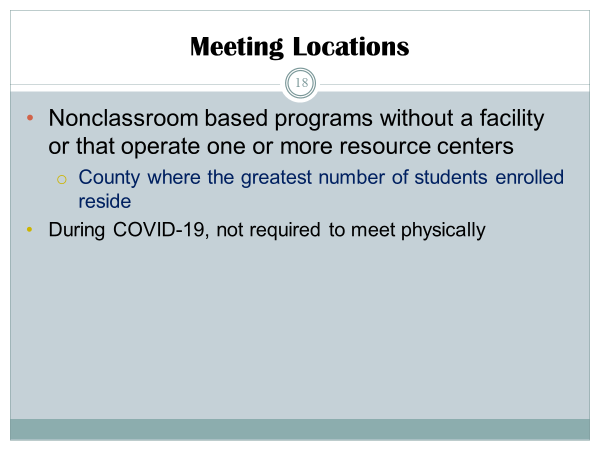 Meeting Locations
18
• Nonclassroom based programs without a facility
or that operate one or more resource centers
o County where the greatest number of students enrolled
reside
• During COVID-19, not required to meet physically